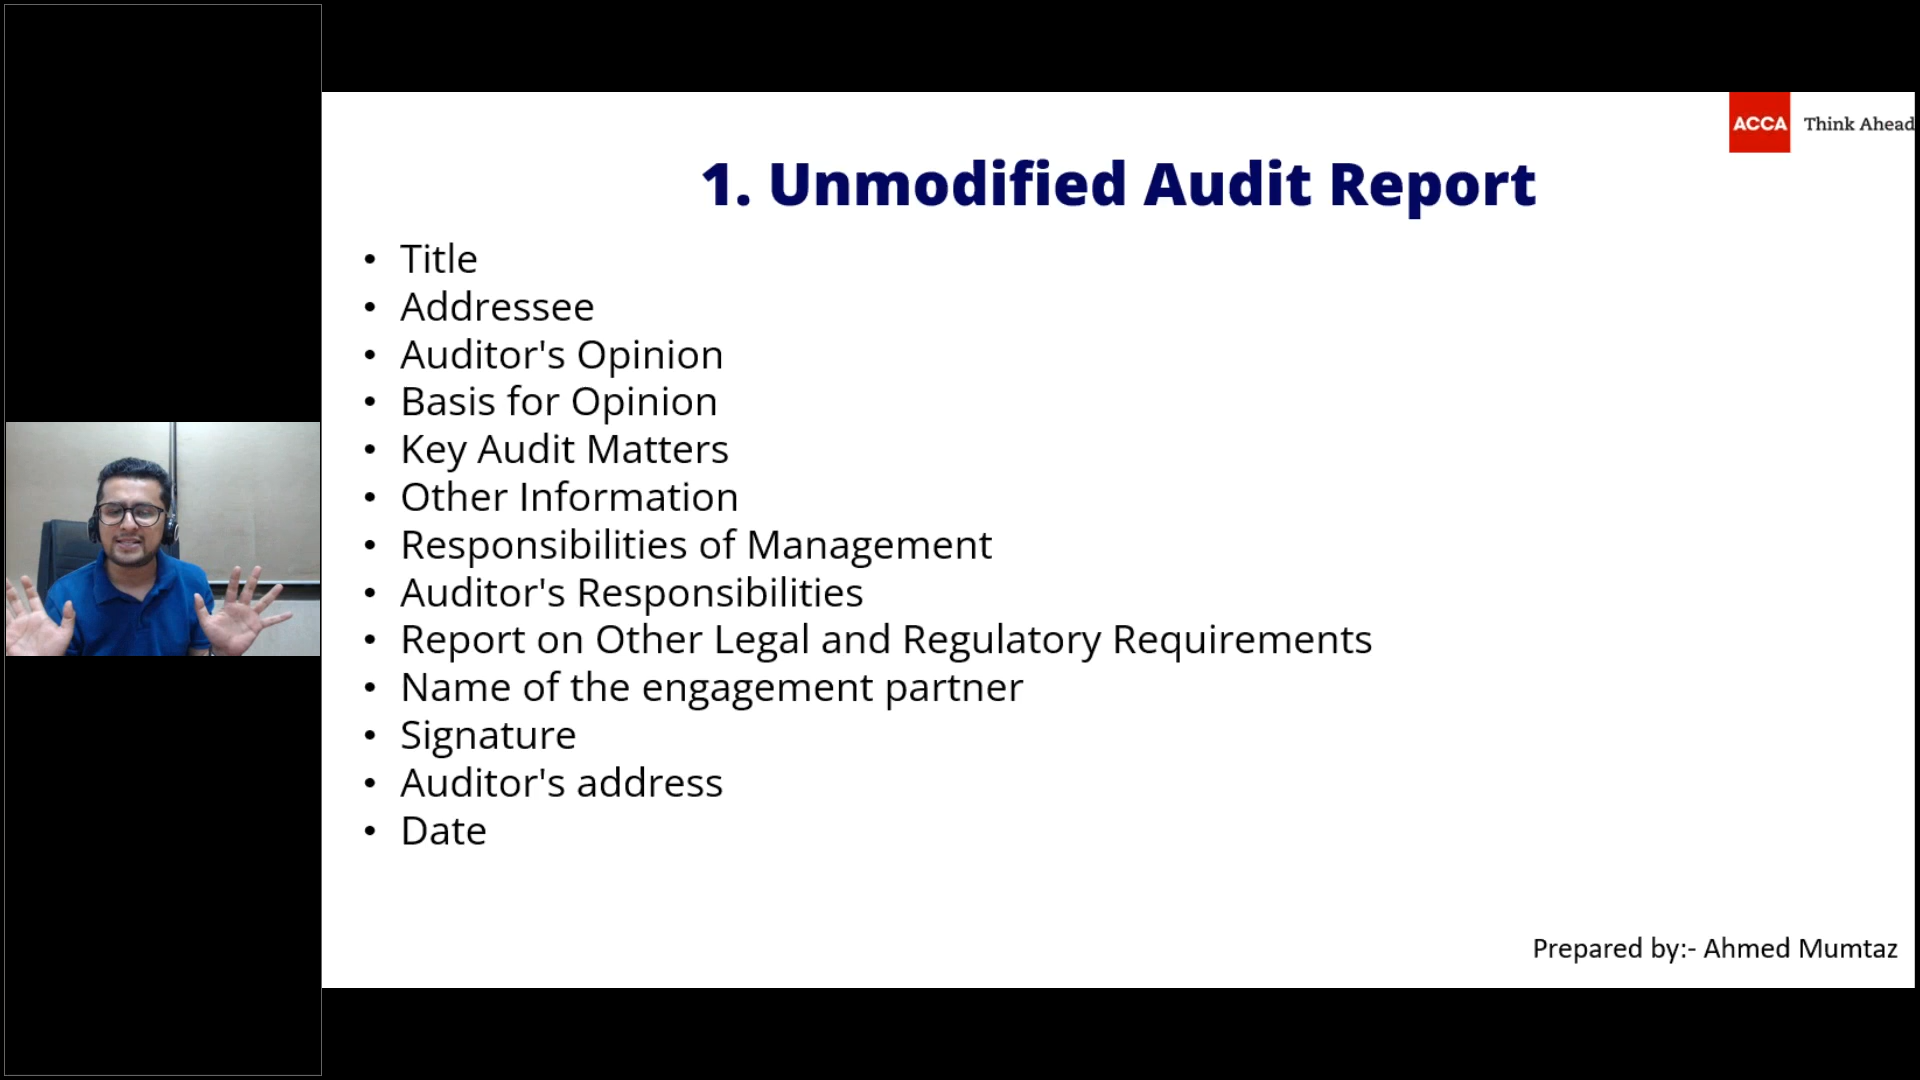 ACCA Think Ahead
1. Unmodified Audit Report
• Title
• Addressee
• Auditor's Opinion
• Basis for Opinion
• Key Audit Matters
• Other Information
• Responsibilities of Management
• Auditor's Responsibilities
• Report on Other Legal and Regulatory Requirements
• Name of the engagement partner
• Signature
• Auditor's address
• Date
Prepared by:- Ahmed Mumtaz